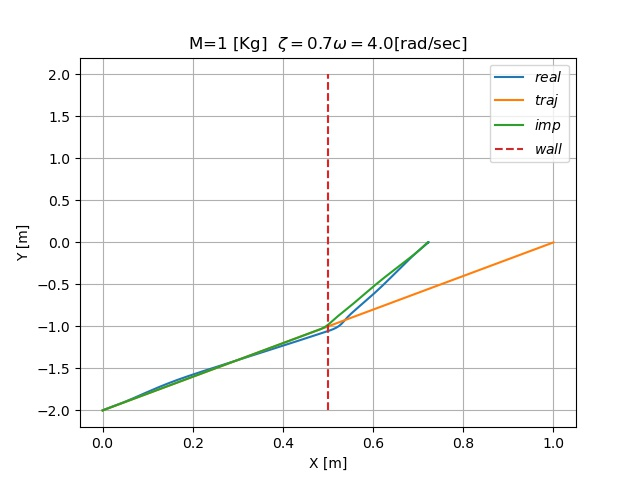 M=1 [Kg] ζ = 0.7ω = 4.0[rad/sec]
real
traj
imp
wall
2.0
1.5
1.0
0.5
0.0
−0.5
−1.0
−1.5
−2.0
Y [m]
0.0 0.2 0.4 0.6 0.8 1.0
X [m]